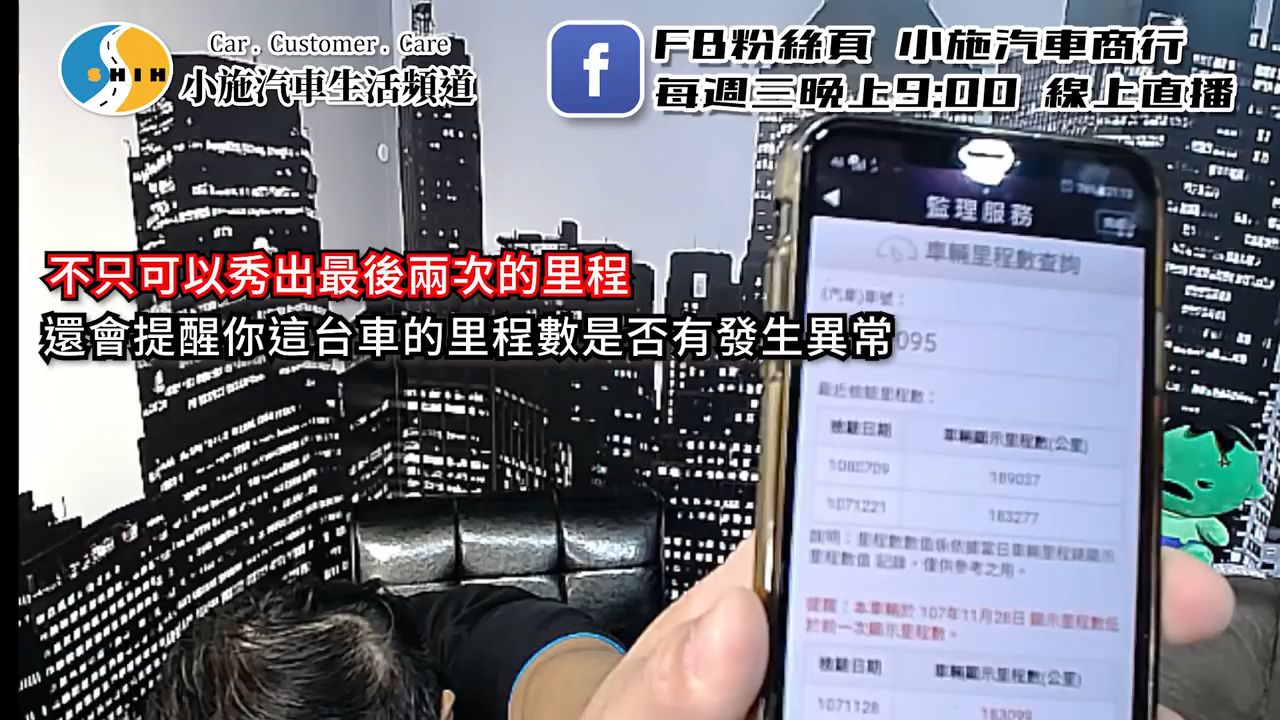 SHIH
Car. Customer. Care
小施汽車生活頻道
f
FB粉絲頁 小施汽車商行
每週三晚上9:00 線上直播
不只可以秀出最後兩次的里程
還會提醒你這台車的里程數是否有發生異常
監理服務
車輛里程數查詢
(汽車)車號：
095
最近檢驗里程數：
檢驗日期 車輛顯示里程數(公里)
1080709 189037
1071221 183277
說明：里程數數值係依據當日車輛里程錶顯示
里程數值 記錄，僅供參考之用。
提醒：本車輛於 107年11月28日 顯示里程數低
於前一次顯示里程數。
檢驗日期 車輛顯示里程數(公里)
1071128 183099